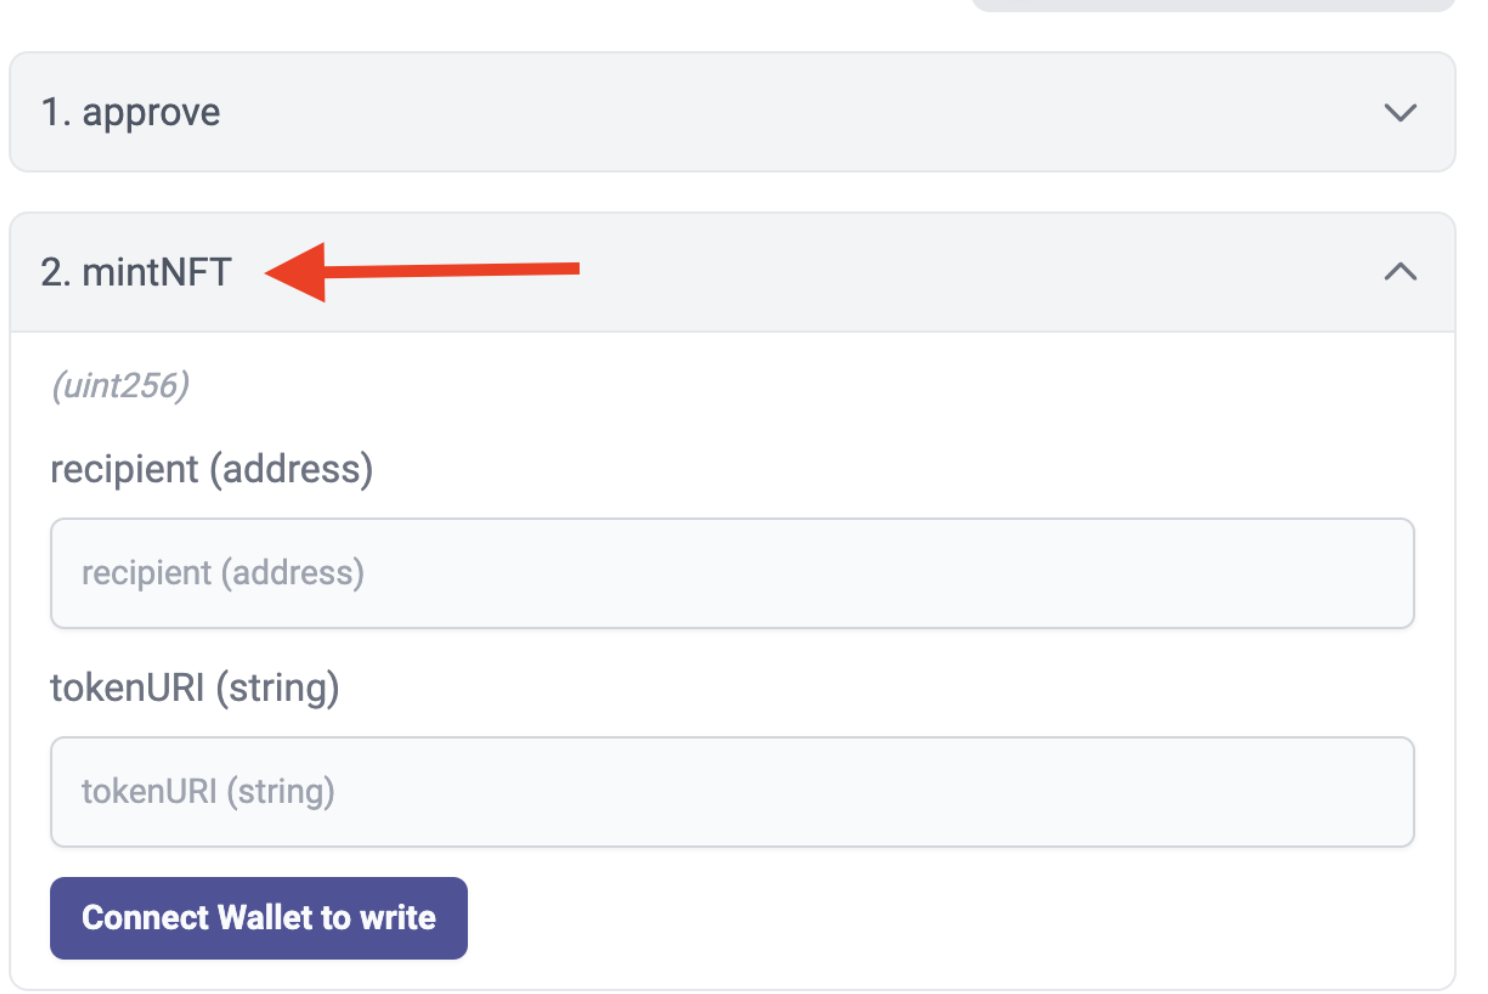 1. approve
2. mintNFT
(uint256)
recipient (address)
recipient (address)
tokenURI (string)
tokenURI (string)
Connect Wallet to write